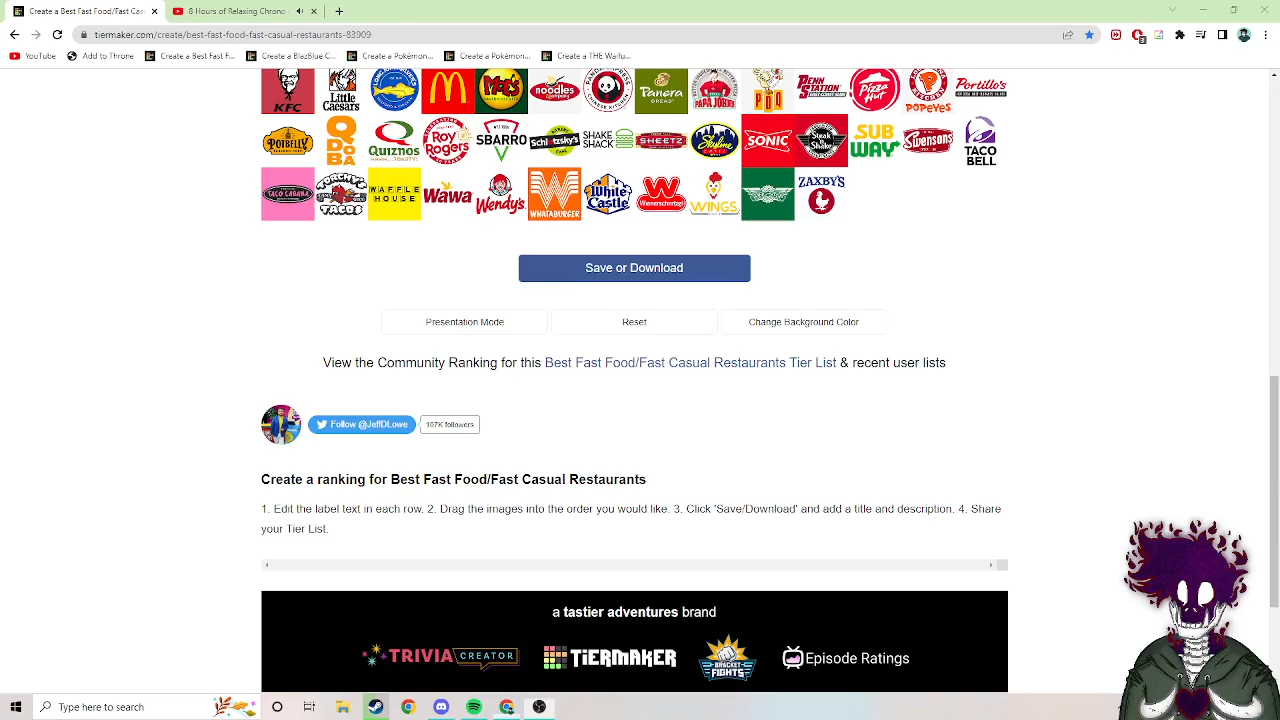 Create a Best Fast Food/Fast Cas
8 Hours of Relaxing Chrono
tiermaker.com/create/best-fast-food-fast-casual-restaurants-83909
YouTube
Add to Throne
Create a Best Fast F...
Create a BlazBlue C...
Create a Pokémon...
Create a Pokémon...
Create a THE Waifu...
KFC
Little Caesars
Moe's
noodles
Panera
BREAD
PAPA JOHN'S
PDQ
PENN STATION
Pizza Hut
POPEYES
Portillo's
POTBELLY
QDOBA
QUIZNOS
Roy Rogers
SBARRO
Schlotzsky's
SHAKE SHACK
SHEETZ
Skyline
SONIC
Steak 'n Shake
SUBWAY
Swensons
TACO BELL
TACO CABANA
TORCHY'S TACOS
WAFFLE HOUSE
Wawa
Wendy's
WHATABURGER
White Castle
Wienerschnitzel
WINGS
ZAXBY'S
Save or Download
Presentation Mode
Reset
Change Background Color
View the Community Ranking for this Best Fast Food/Fast Casual Restaurants Tier List & recent user lists
Follow @JeffDLowe
107K followers
Create a ranking for Best Fast Food/Fast Casual Restaurants
1. Edit the label text in each row. 2. Drag the images into the order you would like. 3. Click 'Save/Download' and add a title and description. 4. Share
your Tier List.
a tastier adventures brand
TRIVIA CREATOR
TIERMAKER
BRACKET FIGHTS
Episode Ratings
Type here to search